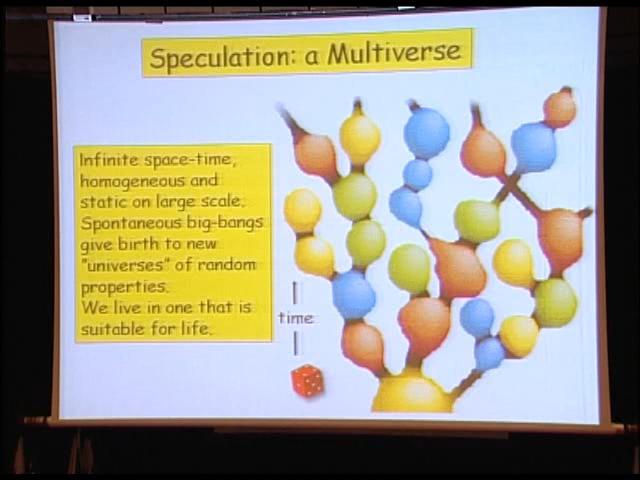 Speculation: a Multiverse
Infinite space-time,
homogeneous and
static on large scale.
Spontaneous big-bangs
give birth to new
"universes" of random
properties.
We live in one that is
suitable for life.
time